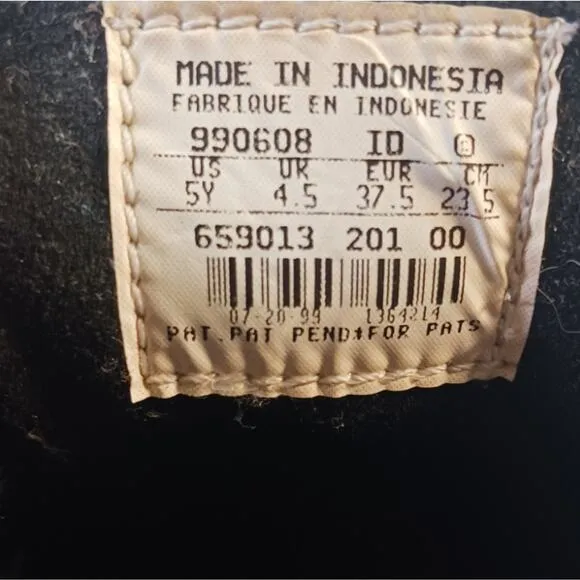 MADE IN INDONESIA
FABRIQUE EN INDONESIE
990608 ID Ⓔ
US UK EUR CM
5Y 4.5 37.5 23.5
659013 201 00
07-20-99 1364214
PAT.PAT PEND*FOR PATS